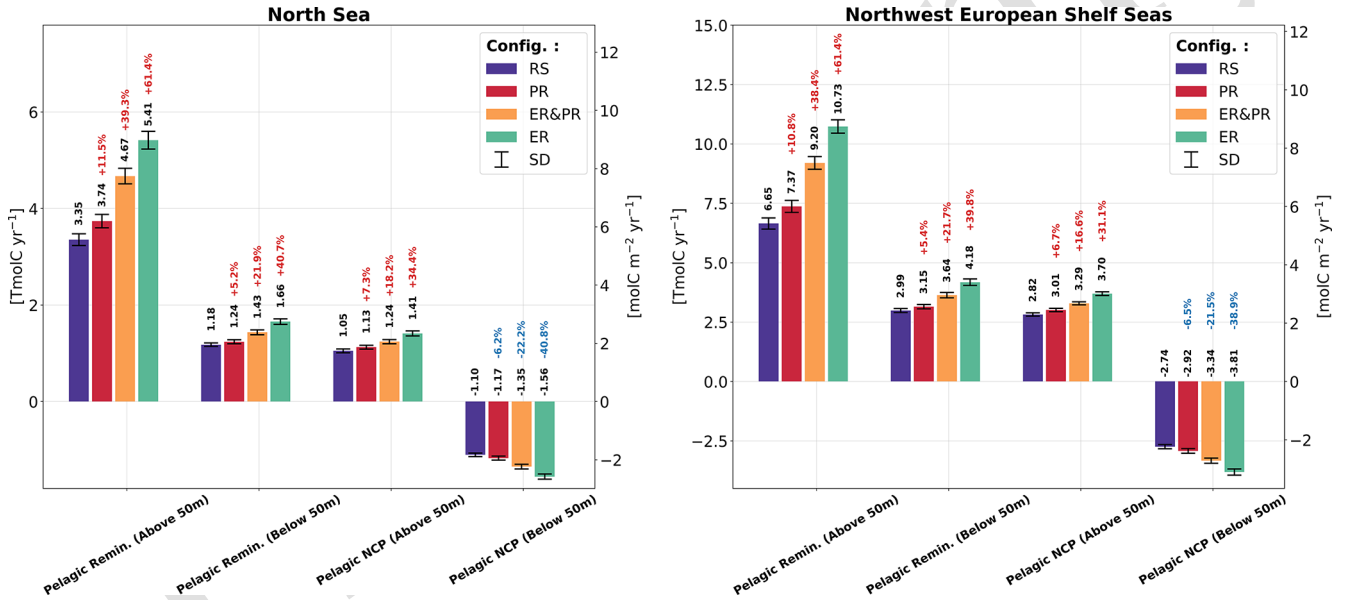 North Sea
[TmolC yr⁻¹]
6
4
2
0
12
10
8
6
4
2
0
−2
[molC m⁻² yr⁻¹]
Config. :
RS
PR
ER&PR
ER
SD
3.35
3.74 +11.5%
4.67 +39.3%
5.41 +61.4%
1.18
1.24 +5.2%
1.43 +21.9%
1.66 +40.7%
1.05
1.13 +7.3%
1.24 +18.2%
1.41 +34.4%
-1.10
-1.17 -6.2%
-1.35 -22.2%
-1.56 -40.8%
Pelagic Remin. (Above 50m)
Pelagic Remin. (Below 50m)
Pelagic NCP (Above 50m)
Pelagic NCP (Below 50m)
Northwest European Shelf Seas
[TmolC yr⁻¹]
15.0
12.5
10.0
7.5
5.0
2.5
0.0
−2.5
12
10
8
6
4
2
0
−2
[molC m⁻² yr⁻¹]
Config. :
RS
PR
ER&PR
ER
SD
6.65
7.37 +10.8%
9.20 +38.4%
10.73 +61.4%
2.99
3.15 +5.4%
3.64 +21.7%
4.18 +39.8%
2.82
3.01 +6.7%
3.29 +16.6%
3.70 +31.1%
-2.74
-2.92 -6.5%
-3.34 -21.5%
-3.81 -38.9%
Pelagic Remin. (Above 50m)
Pelagic Remin. (Below 50m)
Pelagic NCP (Above 50m)
Pelagic NCP (Below 50m)